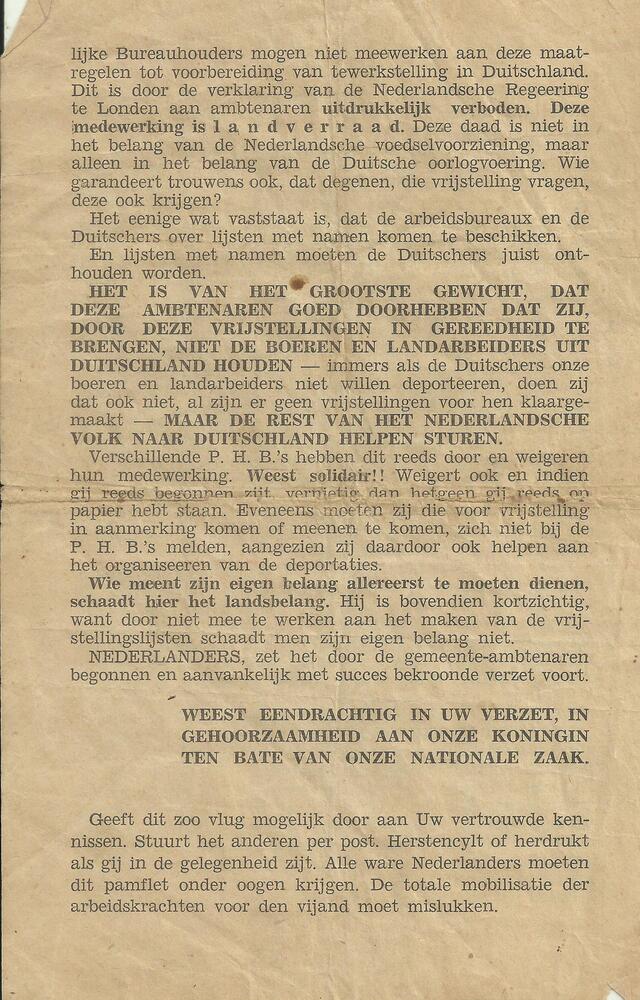 lijke Bureauhouders mogen niet meewerken aan deze maat-
regelen tot voorbereiding van tewerkstelling in Duitschland.
Dit is door de verklaring van de Nederlandsche Regeering
te Londen aan ambtenaren uitdrukkelijk verboden. Deze
medewerking is l a n d v e r r a a d. Deze daad is niet in
het belang van de Nederlandsche voedselvoorziening, maar
alleen in het belang van de Duitsche oorlogvoering. Wie
garandeert trouwens ook, dat degenen, die vrijstelling vragen,
deze ook krijgen?
Het eenige wat vaststaat is, dat de arbeidsbureaux en de
Duitschers over lijsten met namen komen te beschikken.
En lijsten met namen moeten de Duitschers juist ont-
houden worden.
HET IS VAN HET GROOTSTE GEWICHT, DAT
DEZE AMBTENAREN GOED DOORHEBBEN DAT ZIJ,
DOOR DEZE VRIJSTELLINGEN IN GEREEDHEID TE
BRENGEN, NIET DE BOEREN EN LANDARBEIDERS UIT
DUITSCHLAND HOUDEN — immers als de Duitschers onze
boeren en landarbeiders niet willen deporteeren, doen zij
dat ook niet, al zijn er geen vrijstellingen voor hen klaarge-
maakt — MAAR DE REST VAN HET NEDERLANDSCHE
VOLK NAAR DUITSCHLAND HELPEN STUREN.
Verschillende P. H. B.'s hebben dit reeds door en weigeren
hun medewerking. Weest solidair!! Weigert ook en indien
gij reeds begonnen zijt, vernietig dan hetgeen gij reeds op
papier hebt staan. Eveneens moeten zij die voor vrijstelling
in aanmerking komen of meenen te komen, zich niet bij de
P. H. B.'s melden, aangezien zij daardoor ook helpen aan
het organiseeren van de deportaties.
Wie meent zijn eigen belang allereerst te moeten dienen,
schaadt hier het landsbelang. Hij is bovendien kortzichtig,
want door niet mee te werken aan het maken van de vrij-
stellingslijsten schaadt men zijn eigen belang niet.
NEDERLANDERS, zet het door de gemeente-ambtenaren
begonnen en aanvankelijk met succes bekroonde verzet voort.
WEEST EENDRACHTIG IN UW VERZET, IN
GEHOORZAAMHEID AAN ONZE KONINGIN
TEN BATE VAN ONZE NATIONALE ZAAK.
Geeft dit zoo vlug mogelijk door aan Uw vertrouwde ken-
nissen. Stuurt het anderen per post. Herstencylt of herdrukt
als gij in de gelegenheid zijt. Alle ware Nederlanders moeten
dit pamflet onder oogen krijgen. De totale mobilisatie der
arbeidskrachten voor den vijand moet mislukken.